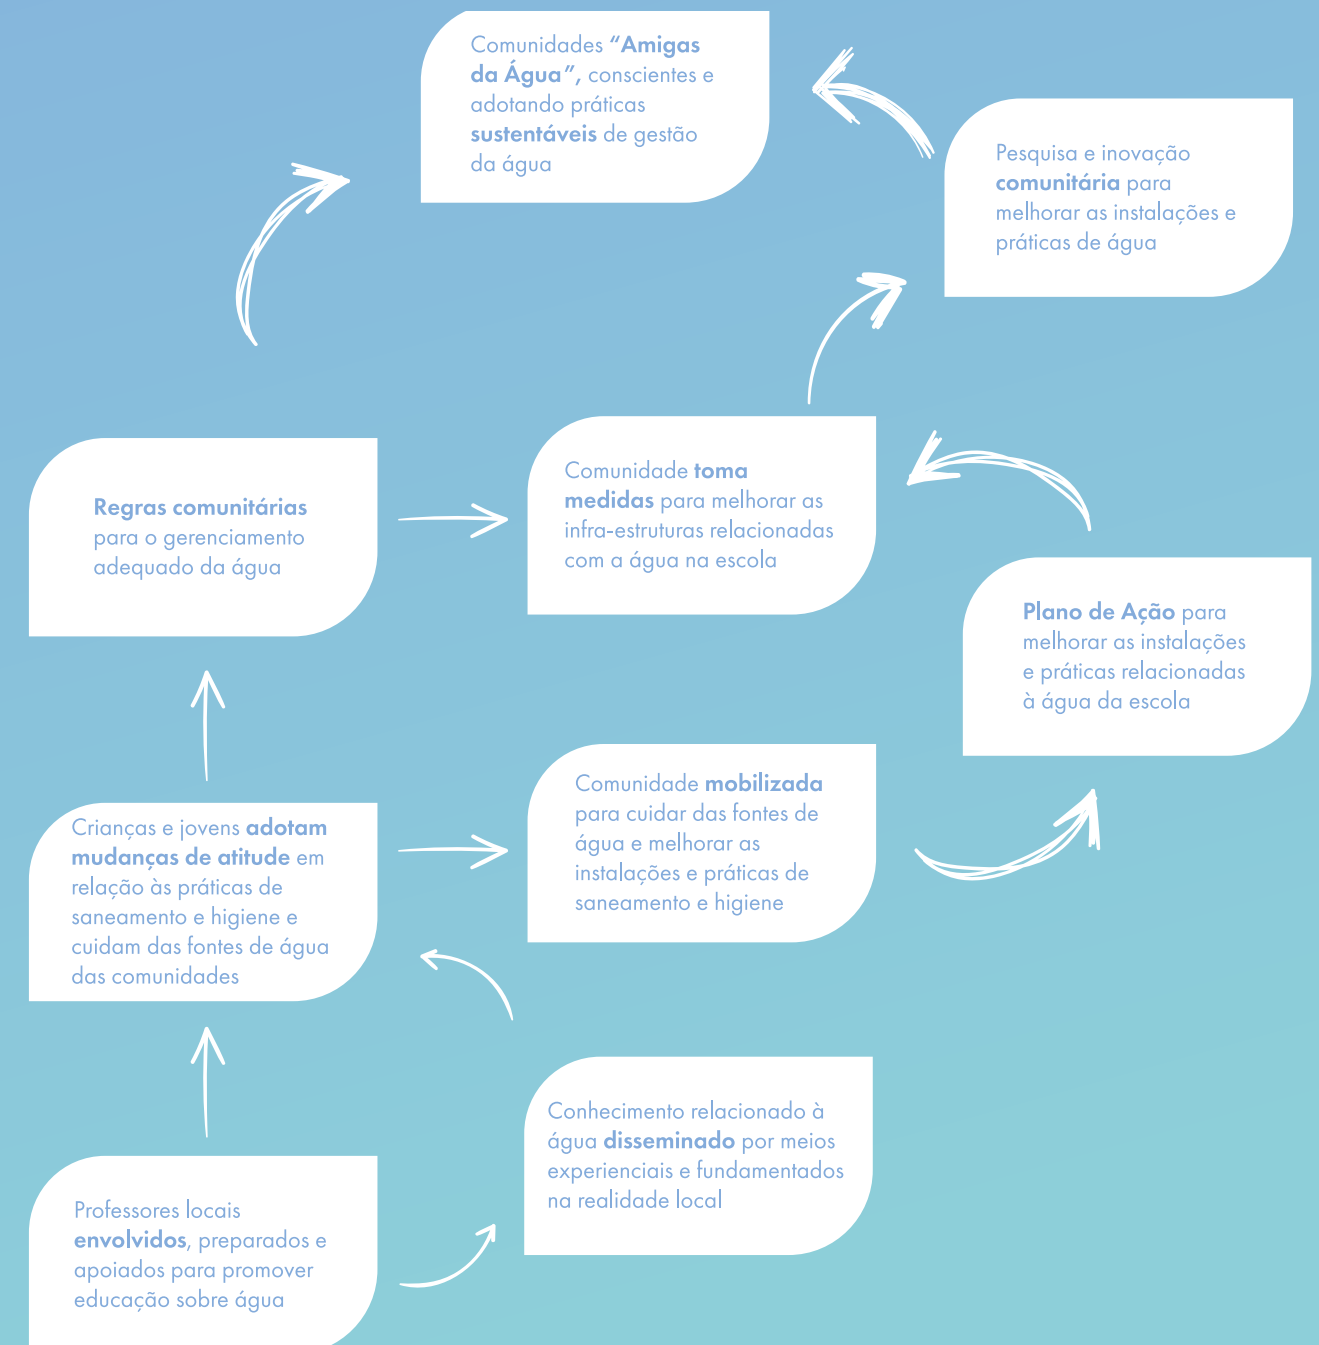 Comunidades “Amigas
da Água”, conscientes e
adotando práticas
sustentáveis de gestão
da água
Pesquisa e inovação
comunitária para
melhorar as instalações e
práticas de água
Regras comunitárias
para o gerenciamento
adequado da água
Comunidade toma
medidas para melhorar as
infra-estruturas relacionadas
com a água na escola
Plano de Ação para
melhorar as instalações
e práticas relacionadas
à água da escola
Crianças e jovens adotam
mudanças de atitude em
relação às práticas de
saneamento e higiene e
cuidam das fontes de água
das comunidades
Comunidade mobilizada
para cuidar das fontes de
água e melhorar as
instalações e práticas de
saneamento e higiene
Conhecimento relacionado à
água disseminado por meios
experienciais e fundamentados
na realidade local
Professores locais
envolvidos, preparados e
apoiados para promover
educação sobre água